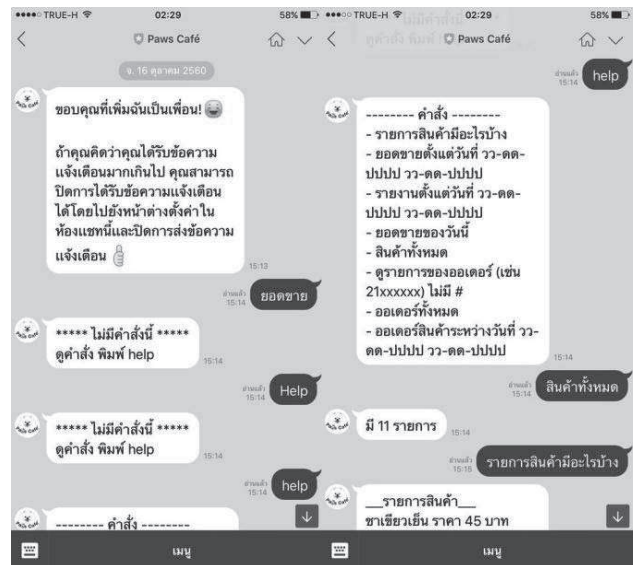 TRUE-H
02:29
58%
Paws Café
จ. 16 ตุลาคม 2560
ขอบคุณที่เพิ่มฉันเป็นเพื่อน!
ถ้าคุณคิดว่าคุณได้รับข้อความ
แจ้งเตือนมากเกินไป คุณสามารถ
ปิดการได้รับข้อความแจ้งเตือน
ได้โดยไปยังหน้าต่างตั้งค่าใน
ห้องแชทนี้และปิดการส่งข้อความ
แจ้งเตือน
15:13
อ่านแล้ว
15:14
ยอดขาย
***** ไม่มีคำสั่งนี้ *****
ดูคำสั่ง พิมพ์ help
15:14
อ่านแล้ว
15:14
Help
***** ไม่มีคำสั่งนี้ *****
ดูคำสั่ง พิมพ์ help
15:14
อ่านแล้ว
15:14
help
-------- คำสั่ง --------
เมนู
TRUE-H
02:29
58%
Paws Café
ดูคำสั่ง พิมพ์
อ่านแล้ว
15:14
help
-------- คำสั่ง --------
- รายการสินค้ามีอะไรบ้าง
- ยอดขายตั้งแต่วันที่ วว-ดด-
ปปปป วว-ดด-ปปปป
- รายงานตั้งแต่วันที่ วว-ดด-
ปปปป วว-ดด-ปปปป
- ยอดขายของวันนี้
- สินค้าทั้งหมด
- ดูรายการของออเดอร์ (เช่น
21xxxxxx) ไม่มี #
- ออเดอร์ทั้งหมด
- ออเดอร์สินค้าระหว่างวันที่ วว-
ดด-ปปปป วว-ดด-ปปปป
15:14
อ่านแล้ว
15:14
สินค้าทั้งหมด
มี 11 รายการ
15:14
อ่านแล้ว
15:15
รายการสินค้ามีอะไรบ้าง
__รายการสินค้า__
ชาเขียวเย็น ราคา 45 บาท
เมนู